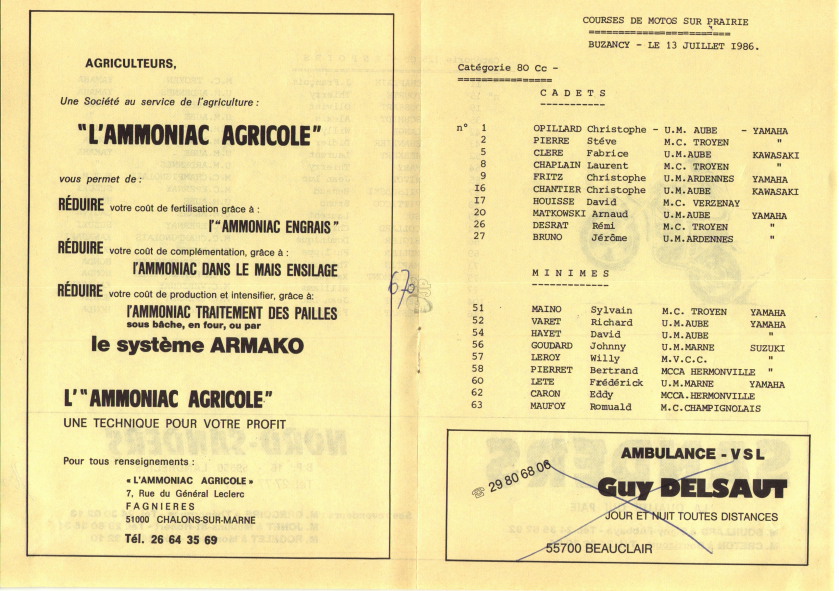 AGRICULTEURS,
Une Société au service de l'agriculture :
"L'AMMONIAC AGRICOLE"
vous permet de :
RÉDUIRE votre coût de fertilisation grâce à :
l'"AMMONIAC ENGRAIS"
RÉDUIRE votre coût de complémentation, grâce à :
l'AMMONIAC DANS LE MAIS ENSILAGE
RÉDUIRE votre coût de production et intensifier, grâce à:
l'AMMONIAC TRAITEMENT DES PAILLES
sous bâche, en four, ou par
le système ARMAKO
L'"AMMONIAC AGRICOLE"
UNE TECHNIQUE POUR VOTRE PROFIT
Pour tous renseignements :
« L'AMMONIAC AGRICOLE »
7, Rue du Général Leclerc
FAGNIERES
51000 CHALONS-SUR-MARNE
Tél. 26 64 35 69
COURSES DE MOTOS SUR PRAIRIE
BUZANCY - LE 13 JUILLET 1986.
Catégorie 80 Cc -
CADETS
n° 1 OPILLARD Christophe - U.M. AUBE - YAMAHA
2 PIERRE Stéve M.C. TROYEN "
5 CLERE Fabrice U.M.AUBE KAWASAKI
8 CHAPLAIN Laurent M.C. TROYEN "
9 FRITZ Christophe U.M.ARDENNES YAMAHA
I6 CHANTIER Christophe U.M.AUBE KAWASAKI
I7 HOUISSE David M.C. VERZENAY
20 MATKOWSKI Arnaud U.M.AUBE YAMAHA
26 DESRAT Rémi M.C. TROYEN "
27 BRUNO Jérôme U.M.ARDENNES "
MINIMES
51 MAINO Sylvain M.C. TROYEN YAMAHA
52 VARET Richard U.M.AUBE YAMAHA
54 HAYET David U.M.AUBE "
56 GOUDARD Johnny U.M.MARNE SUZUKI
57 LEROY Willy M.V.C.C. "
58 PIERRET Bertrand MCCA HERMONVILLE "
60 LETE Frédérick U.M.MARNE YAMAHA
62 CARON Eddy MCCA.HERMONVILLE
63 MAUFOY Romuald M.C.CHAMPIGNOLAIS
AMBULANCE - VSL
☏ 29 80 68 06
Guy DELSAUT
JOUR ET NUIT TOUTES DISTANCES
55700 BEAUCLAIR